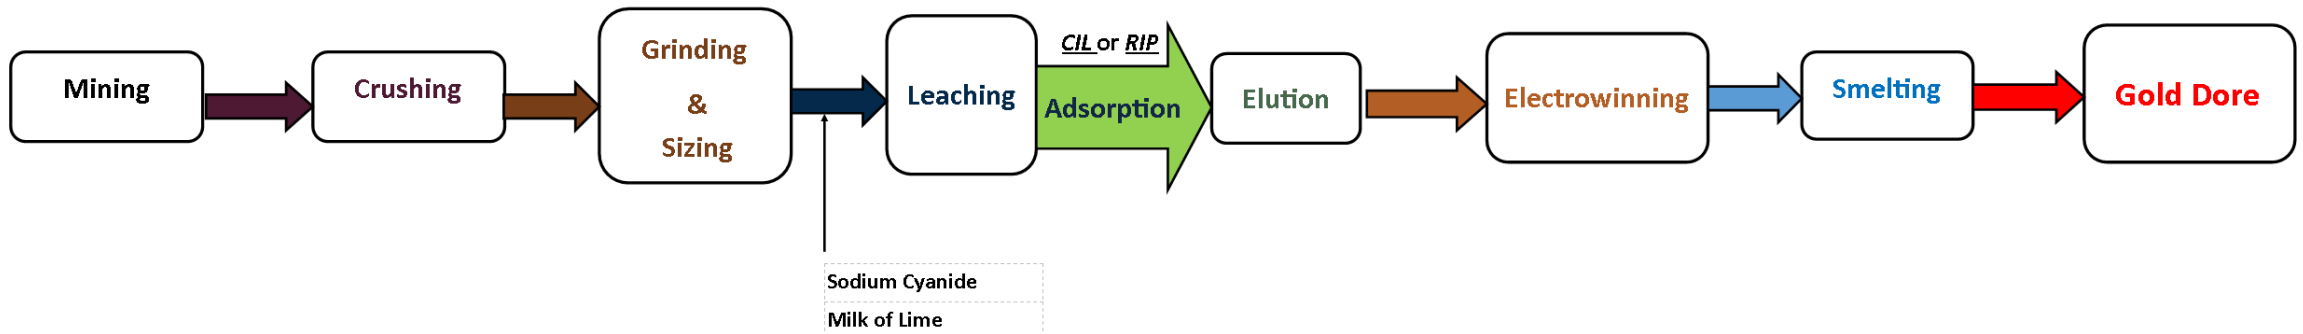 Mining
Crushing
Grinding
&
Sizing
Leaching
CIL or RIP
Adsorption
Elution
Electrowinning
Smelting
Gold Dore
Sodium Cyanide
Milk of Lime